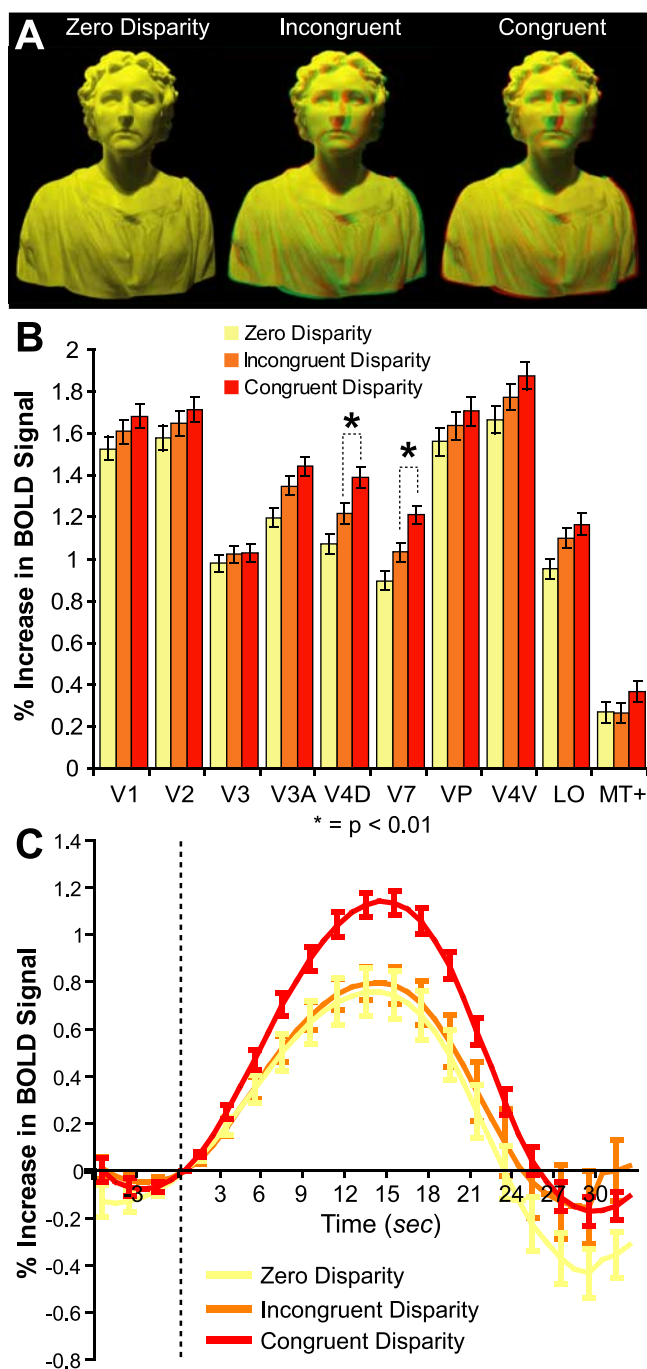 A
Zero Disparity Incongruent Congruent
B
Zero Disparity
Incongruent Disparity
Congruent Disparity
% Increase in BOLD Signal
2
1.8
1.6
1.4
1.2
1
0.8
0.6
0.4
0.2
0
* *
V1 V2 V3 V3A V4D V7 VP V4V LO MT+
* = p < 0.01
C
% Increase in BOLD Signal
1.4
1.2
1
0.8
0.6
0.4
0.2
0
-0.2
-0.4
-0.6
-0.8
-3 3 6 9 12 15 18 21 24 27 30
Time (sec)
Zero Disparity
Incongruent Disparity
Congruent Disparity